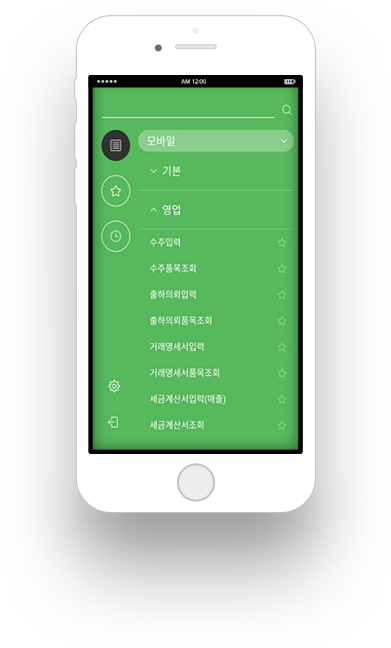 AM 12:00
모바일
기본
영업
수주입력
수주품목조회
출하의뢰입력
출하의뢰품목조회
거래명세서입력
거래명세서품목조회
세금계산서입력(매출)
세금계산서조회